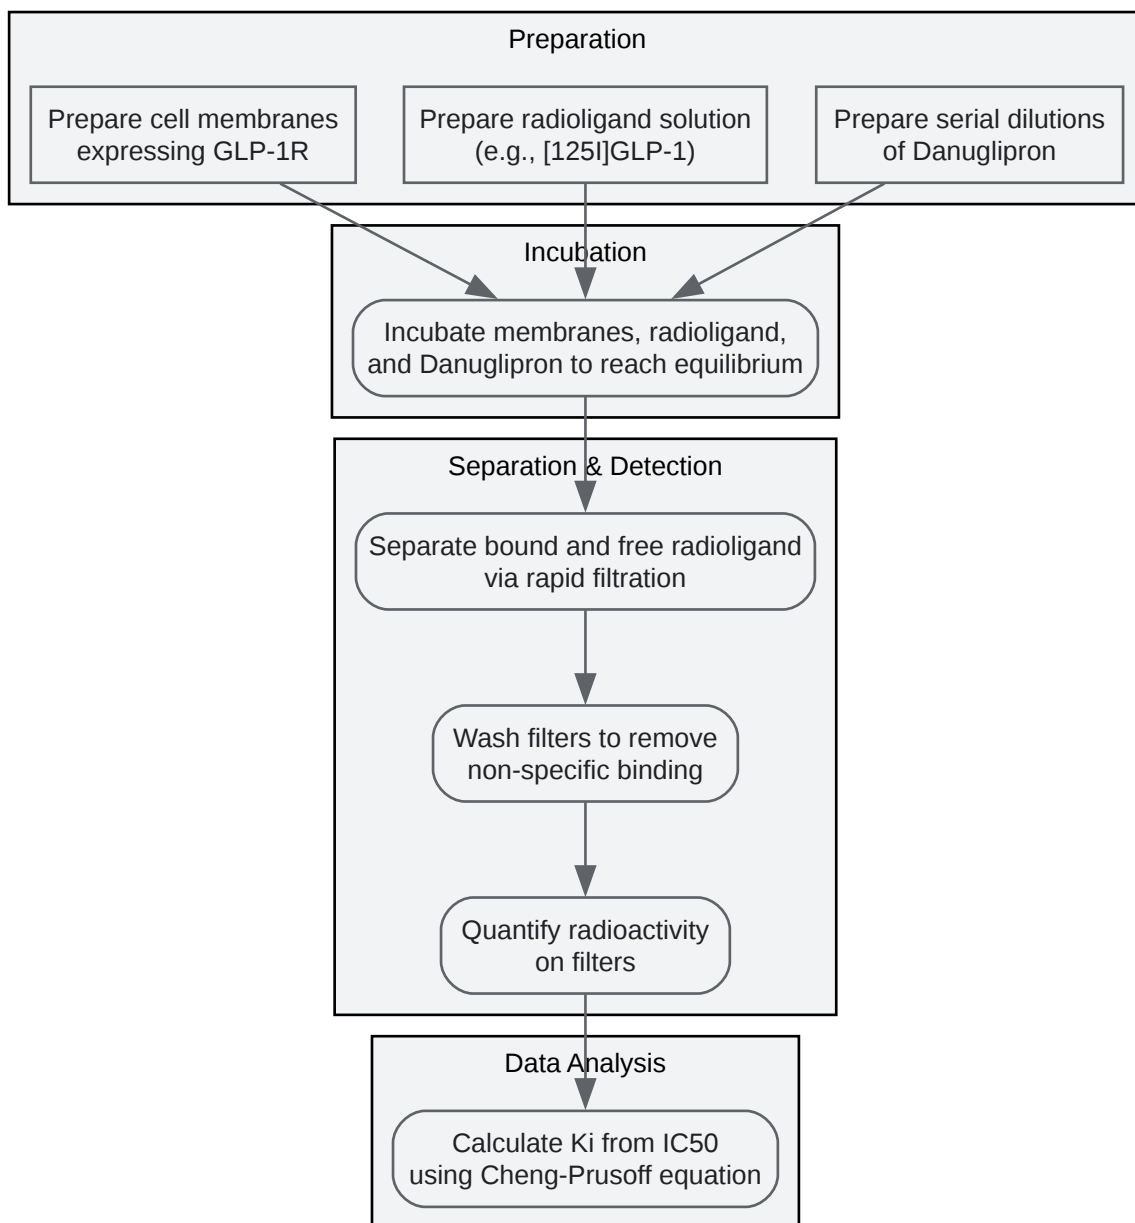 Preparation
Prepare cell membranes
expressing GLP-1R
Prepare radioligand solution
(e.g., [125I]GLP-1)
Prepare serial dilutions
of Danuglipron
Incubation
Incubate membranes, radioligand,
and Danuglipron to reach equilibrium
Separation & Detection
Separate bound and free radioligand
via rapid filtration
Wash filters to remove
non-specific binding
Quantify radioactivity
on filters
Data Analysis
Calculate Ki from IC50
using Cheng-Prusoff equation